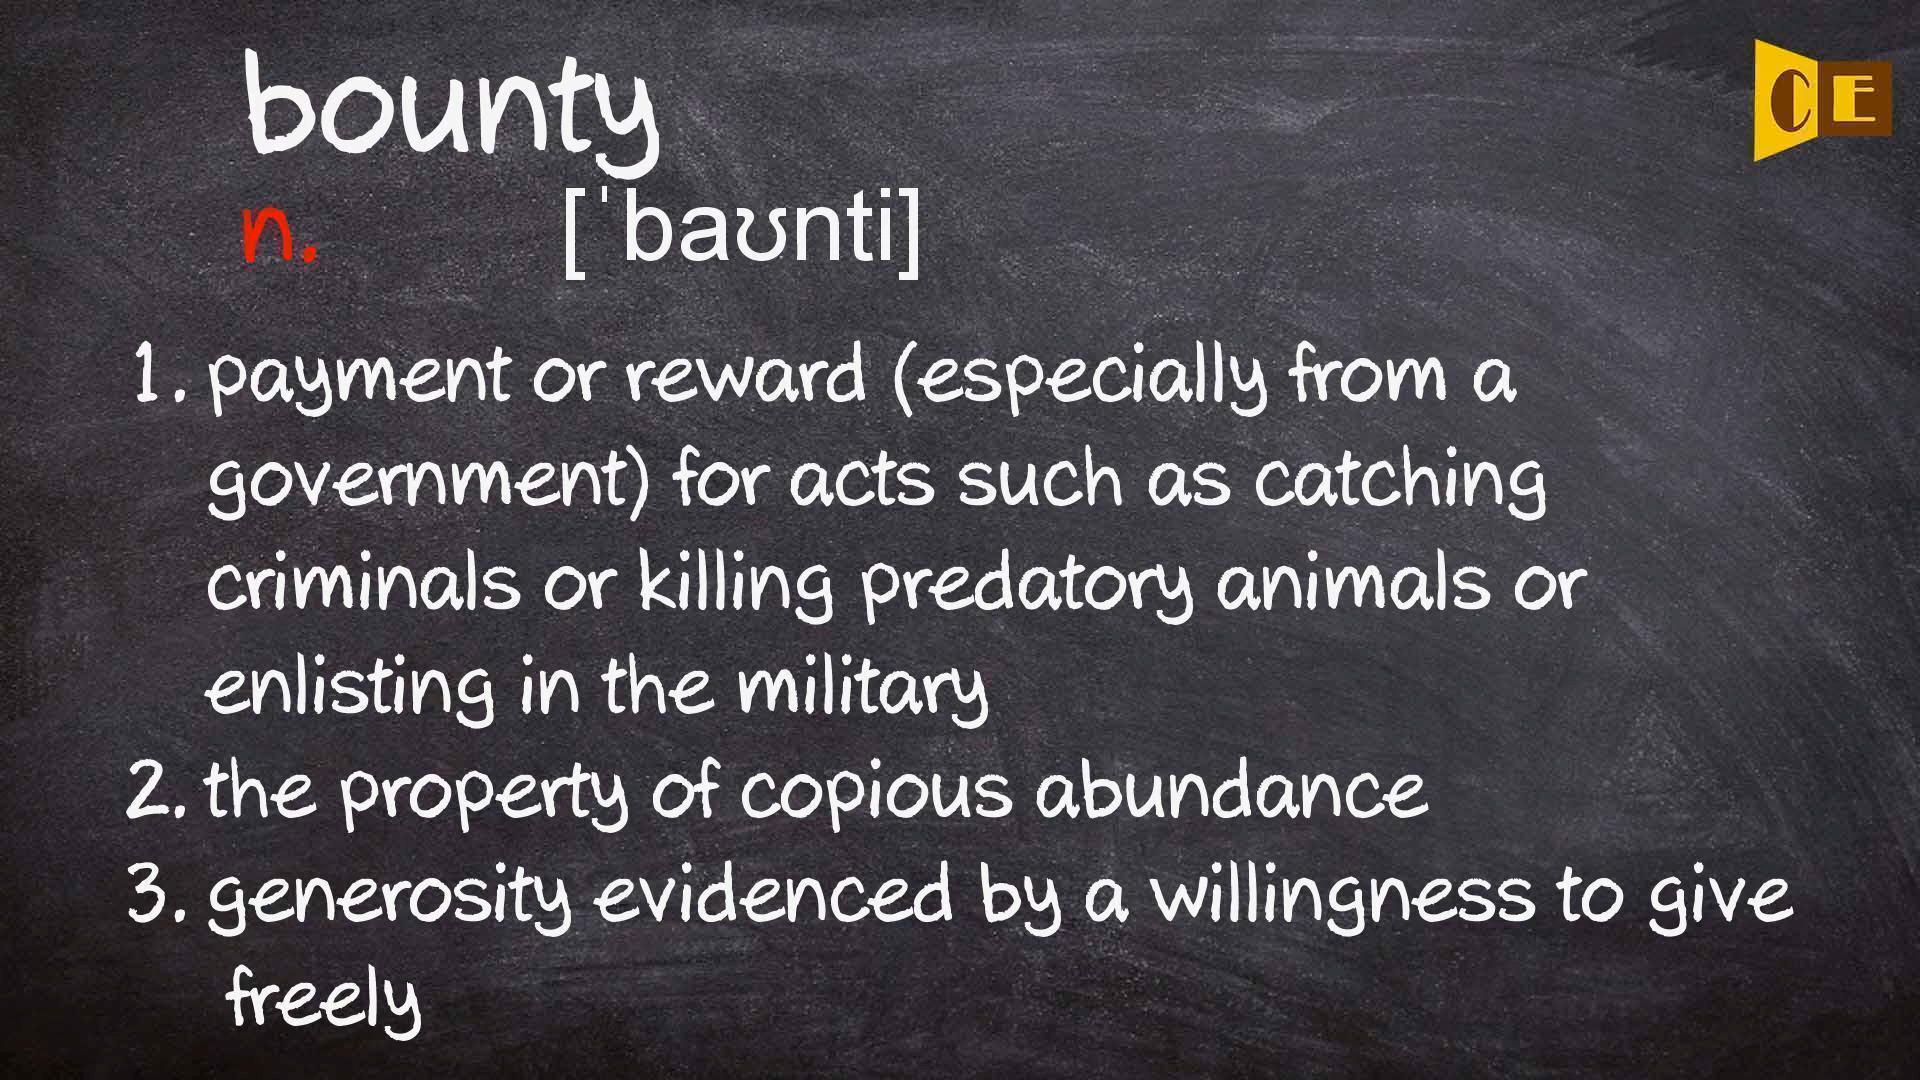 bounty
CE
n. [ˈbaʊnti]
1. payment or reward (especially from a
government) for acts such as catching
criminals or killing predatory animals or
enlisting in the military
2. the property of copious abundance
3. generosity evidenced by a willingness to give
freely